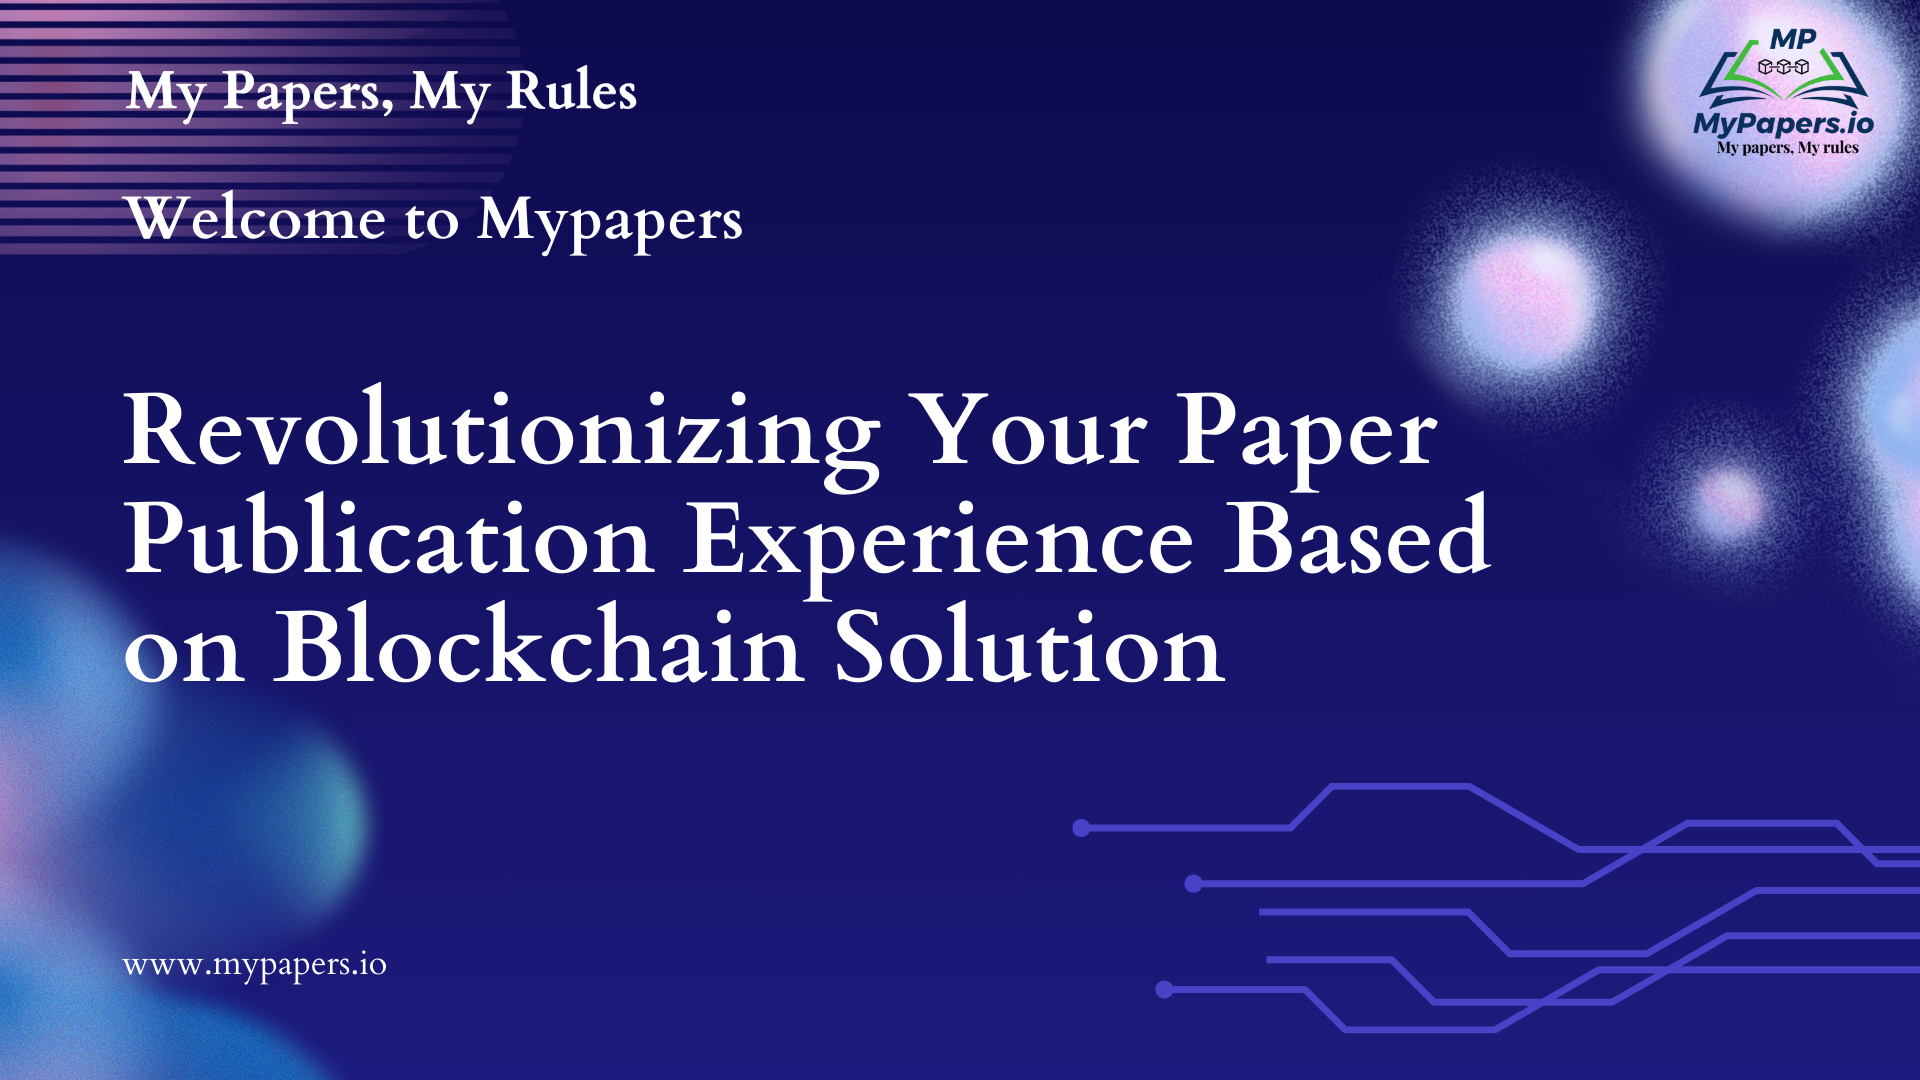 My Papers, My Rules
MP
MyPapers.io
My papers, My rules
Welcome to Mypapers
Revolutionizing Your Paper
Publication Experience Based
on Blockchain Solution
www.mypapers.io